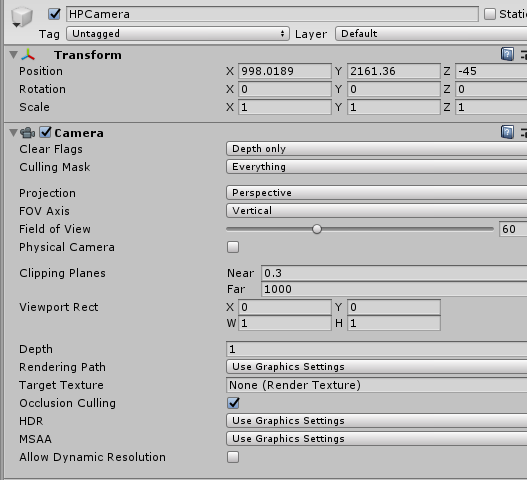 HPCamera Stati
Tag Untagged Layer Default
Transform
Position X 998.0189 Y 2161.36 Z -45
Rotation X 0 Y 0 Z 0
Scale X 1 Y 1 Z 1
Camera
Clear Flags Depth only
Culling Mask Everything
Projection Perspective
FOV Axis Vertical
Field of View 60
Physical Camera
Clipping Planes Near 0.3
Far 1000
Viewport Rect X 0 Y 0
W 1 H 1
Depth 1
Rendering Path Use Graphics Settings
Target Texture None (Render Texture)
Occlusion Culling
HDR Use Graphics Settings
MSAA Use Graphics Settings
Allow Dynamic Resolution